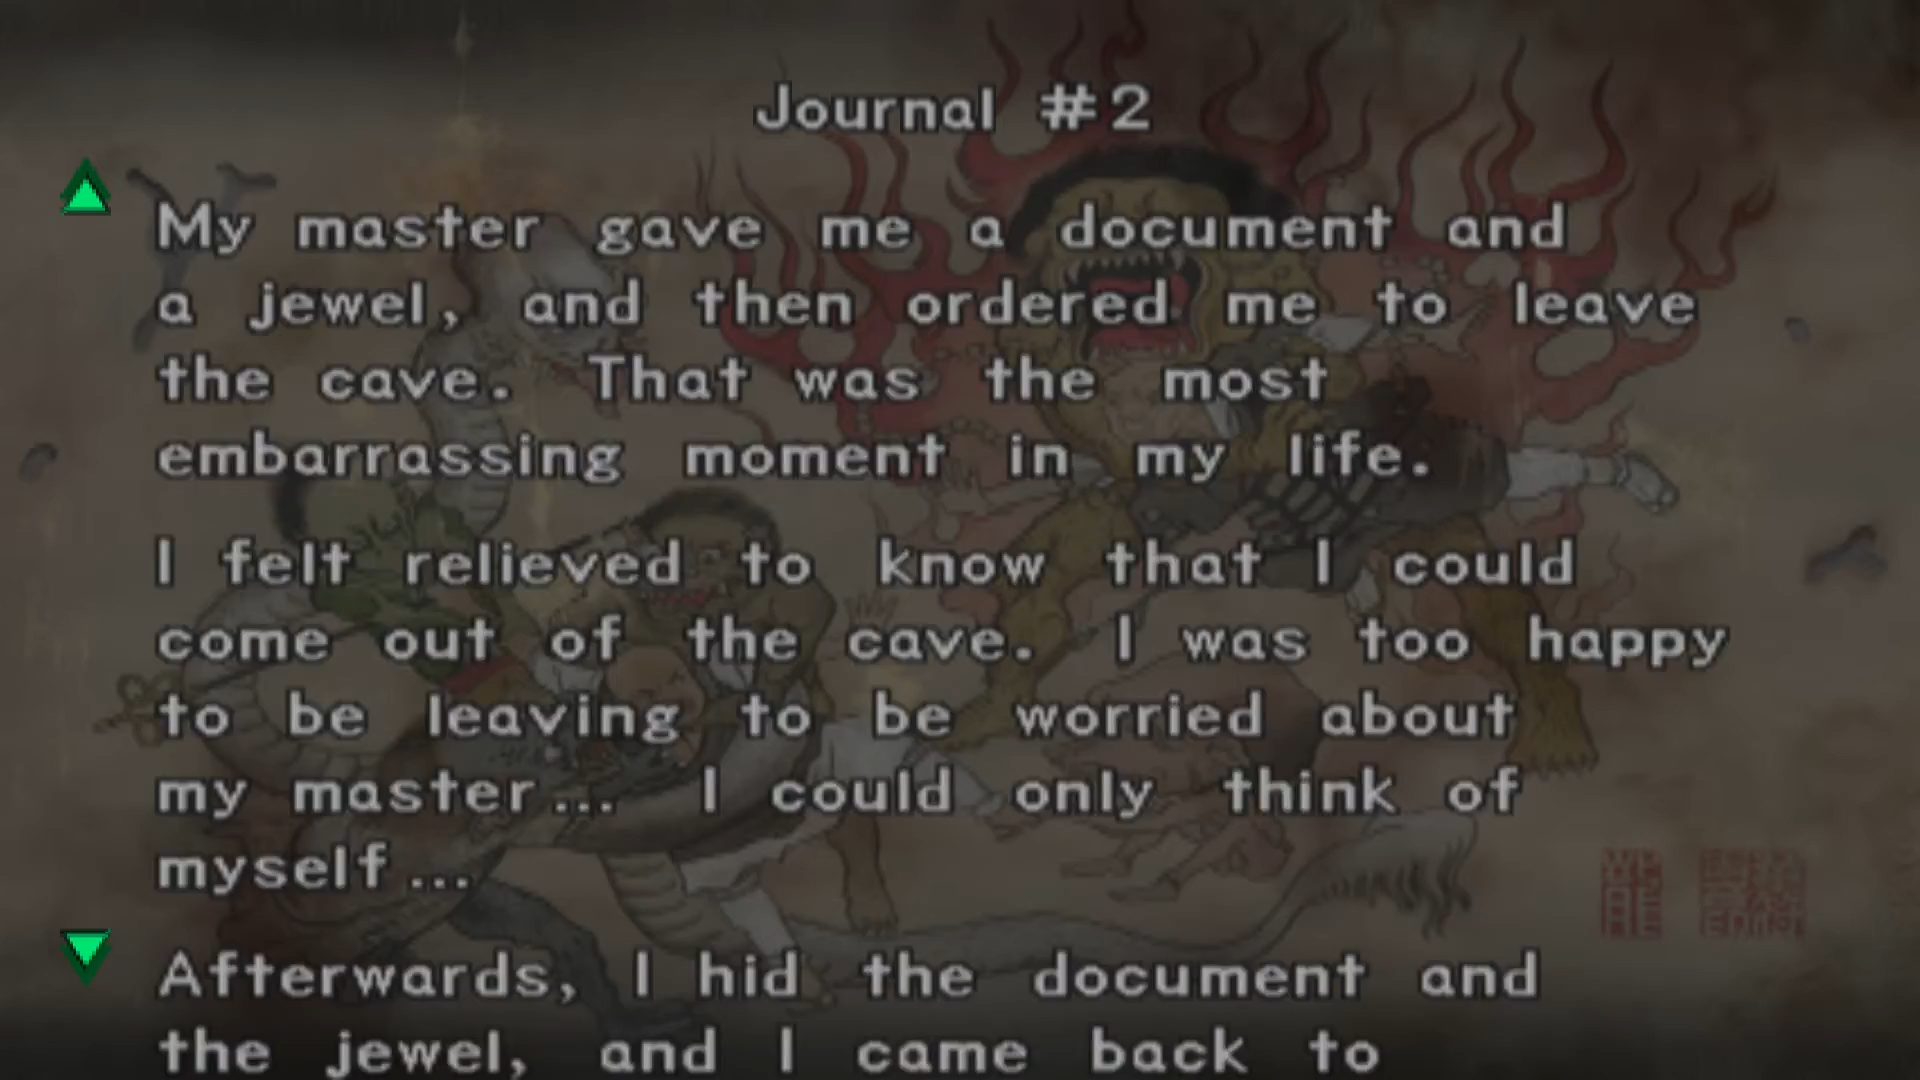 Journal #2
My master gave me a document and
a jewel, and then ordered me to leave
the cave. That was the most
embarrassing moment in my life.
I felt relieved to know that I could
come out of the cave. I was too happy
to be leaving to be worried about
my master... I could only think of
myself...
Afterwards, I hid the document and
the jewel, and I came back to